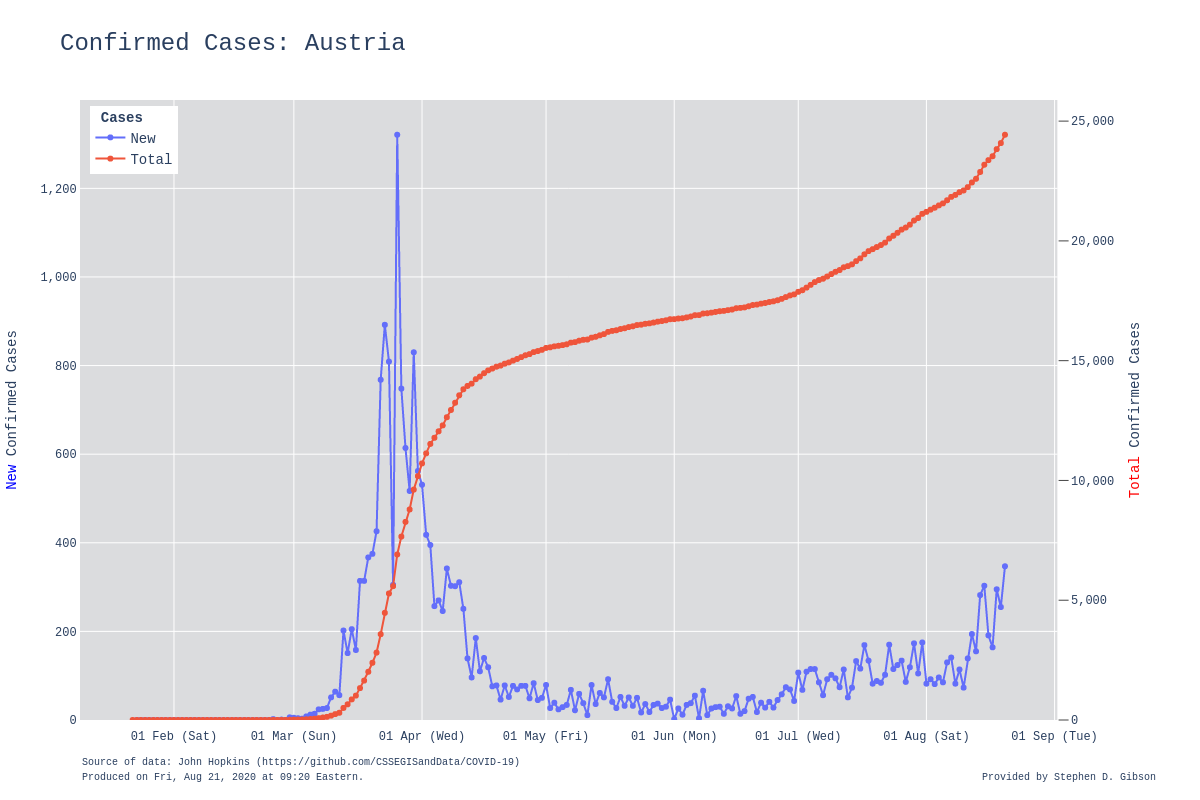 Confirmed Cases: Austria
Cases
New
Total
1,200
1,000
800
600
400
200
0
25,000
20,000
15,000
10,000
5,000
0
New Confirmed Cases
Total Confirmed Cases
01 Feb (Sat) 01 Mar (Sun) 01 Apr (Wed) 01 May (Fri) 01 Jun (Mon) 01 Jul (Wed) 01 Aug (Sat) 01 Sep (Tue)
Source of data: John Hopkins (https://github.com/CSSEGISandData/COVID-19)
Produced on Fri, Aug 21, 2020 at 09:20 Eastern.
Provided by Stephen D. Gibson